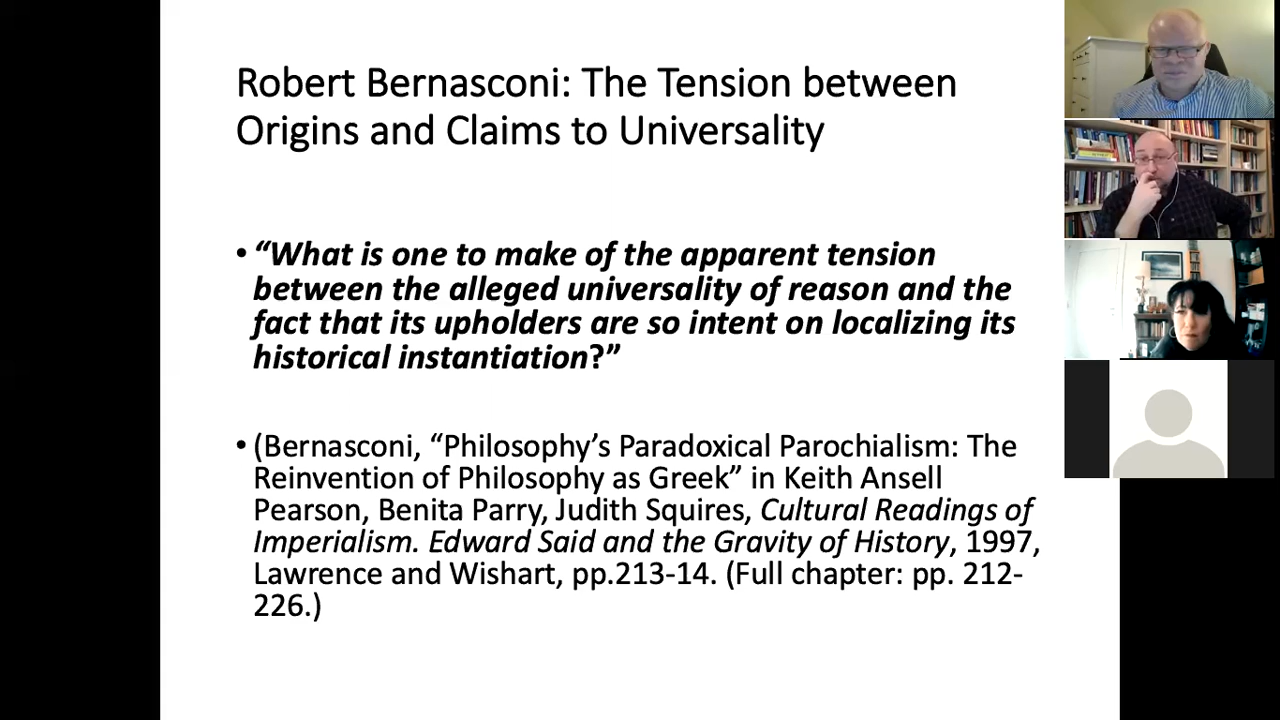 Robert Bernasconi: The Tension between
Origins and Claims to Universality
• “What is one to make of the apparent tension
between the alleged universality of reason and the
fact that its upholders are so intent on localizing its
historical instantiation?”
• (Bernasconi, “Philosophy’s Paradoxical Parochialism: The
Reinvention of Philosophy as Greek” in Keith Ansell
Pearson, Benita Parry, Judith Squires, Cultural Readings of
Imperialism. Edward Said and the Gravity of History, 1997,
Lawrence and Wishart, pp.213-14. (Full chapter: pp. 212-
226.)